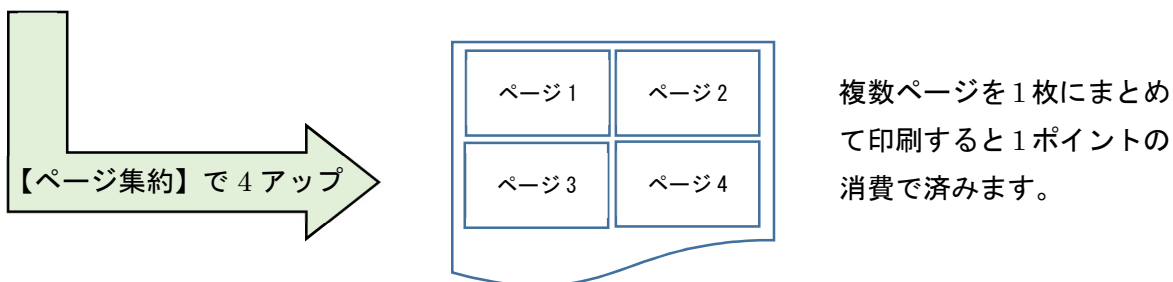 【ページ集約】で4アップ
ページ1
ページ2
ページ3
ページ4
複数ページを1枚にまとめ
て印刷すると1ポイントの
消費で済みます。